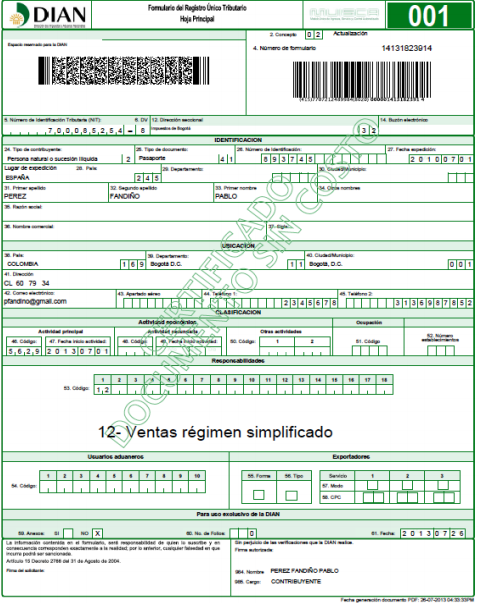 DIAN
Formulario del Registro Único Tributario
Hoja Principal
MUISCA
001
2. Concepto 0 2 Actualización
Espacio reservado para la DIAN
4. Número de formulario 14131823914
5. Número de Identificación Tributaria (NIT): 6. DV 12. Dirección seccional 14. Buzón electrónico
7,0,0,0,8,5,2,5,4 - 8 Impuestos de Bogotá 3 2
IDENTIFICACION
24. Tipo de contribuyente: 25. Tipo de documento: 26. Número de Identificación: 27. Fecha expedición:
Persona natural o sucesión ilíquida 2 Pasaporte 4 1 8 9 3 7 4 5 2 0 1 0 0 7 0 1
Lugar de expedición 28. País: 29. Departamento: 30. Ciudad/Municipio:
ESPAÑA 2 4 5
31. Primer apellido 32. Segundo apellido 33. Primer nombre 34. Otros nombres
PEREZ FANDIÑO PABLO
35. Razón social:
36. Nombre comercial: 37. Sigla:
UBICACION
38. País: 39. Departamento: 40. Ciudad/Municipio:
COLOMBIA 1 6 9 Bogotá D.C. 1 1 Bogotá, D.C. 0 0 1
41. Dirección
CL 60 79 34
42. Correo electrónico: 43. Apartado aéreo 44. Teléfono 1: 45. Teléfono 2:
pfandino@gmail.com 2 3 4 5 6 7 8 3 1 3 6 9 8 7 8 5 2
CLASIFICACION
Actividad económica Ocupación
Actividad principal Actividad secundaria Otras actividades
46. Código: 47. Fecha inicio actividad: 48. Código: 49. Fecha inicio actividad: 50. Código: 1 2 51. Código 52. Número establecimientos
5,6,2,9 2 0 1 3 0 7 0 1
Responsabilidades
1 2 3 4 5 6 7 8 9 10 11 12 13 14 15 16 17 18
53. Código: 1,2
12- Ventas régimen simplificado
CERTIFICADO
DOCUMENTO SIN COSTO
Usuarios aduaneros Exportadores
1 2 3 4 5 6 7 8 9 10
54. Código:
55. Forma 56. Tipo Servicio 1 2 3
57. Modo
58. CPC
Para uso exclusivo de la DIAN
59. Anexos: SI NO X 60. No. de Folios: 0 61. Fecha: 2 0 1 3 0 7 2 6
La información contenida en el formulario, será responsabilidad de quien lo suscribe y en
consecuencia corresponden exactamente a la realidad; por lo anterior, cualquier falsedad en que
incurra podrá ser sancionada.
Artículo 15 Decreto 2788 del 31 de Agosto de 2004.
Firma del solicitante:
Sin perjuicio de las verificaciones que la DIAN realice.
Firma autorizada:
984. Nombre PEREZ FANDIÑO PABLO
985. Cargo: CONTRIBUYENTE
Fecha generación documento PDF: 26-07-2013 04:33:33PM